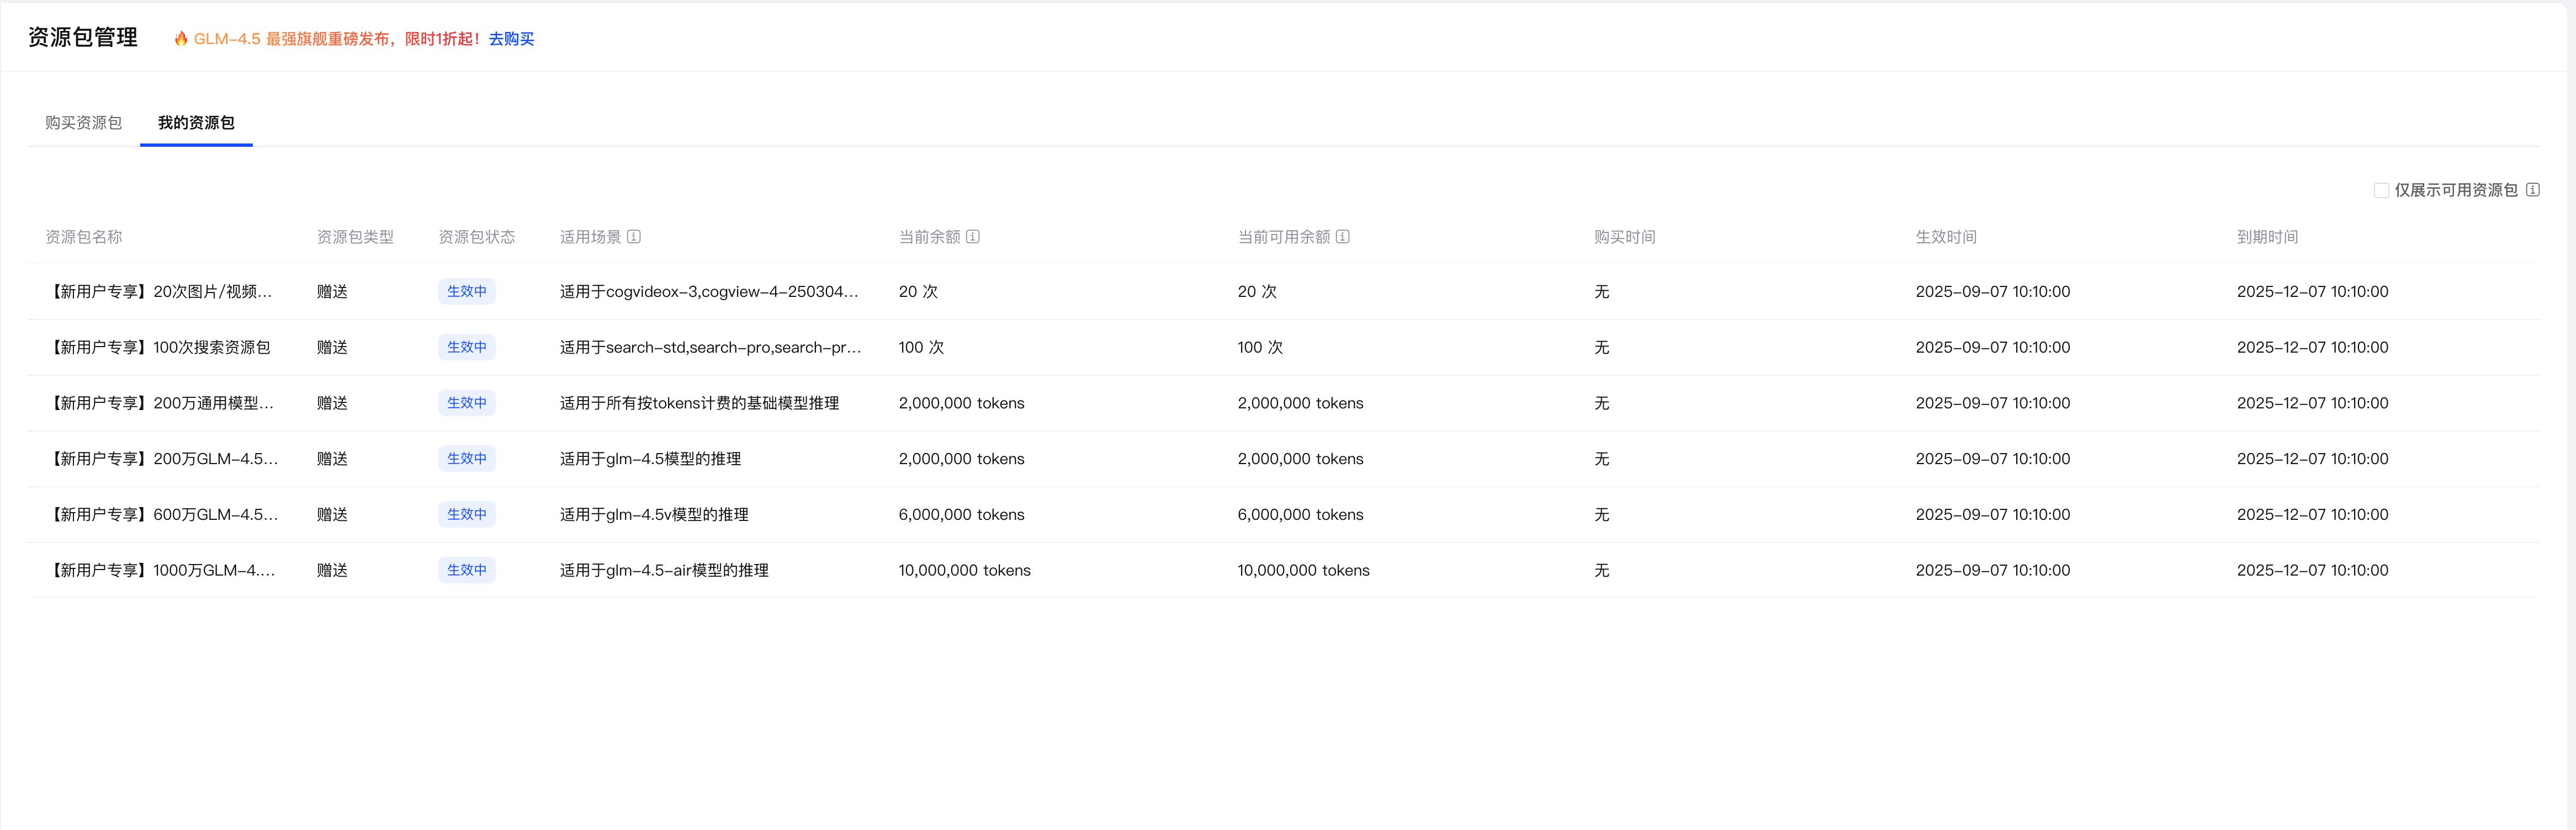 资源包管理 🔥 GLM-4.5 最强旗舰重磅发布，限时1折起！去购买
购买资源包 我的资源包
仅展示可用资源包
资源包名称 资源包类型 资源包状态 适用场景 当前余额 当前可用余额 购买时间 生效时间 到期时间
【新用户专享】20次图片/视频... 赠送 生效中 适用于cogvideox-3,cogview-4-250304... 20 次 20 次 无 2025-09-07 10:10:00 2025-12-07 10:10:00
【新用户专享】100次搜索资源包 赠送 生效中 适用于search-std,search-pro,search-pr... 100 次 100 次 无 2025-09-07 10:10:00 2025-12-07 10:10:00
【新用户专享】200万通用模型... 赠送 生效中 适用于所有按tokens计费的基础模型推理 2,000,000 tokens 2,000,000 tokens 无 2025-09-07 10:10:00 2025-12-07 10:10:00
【新用户专享】200万GLM-4.5... 赠送 生效中 适用于glm-4.5模型的推理 2,000,000 tokens 2,000,000 tokens 无 2025-09-07 10:10:00 2025-12-07 10:10:00
【新用户专享】600万GLM-4.5... 赠送 生效中 适用于glm-4.5v模型的推理 6,000,000 tokens 6,000,000 tokens 无 2025-09-07 10:10:00 2025-12-07 10:10:00
【新用户专享】1000万GLM-4.... 赠送 生效中 适用于glm-4.5-air模型的推理 10,000,000 tokens 10,000,000 tokens 无 2025-09-07 10:10:00 2025-12-07 10:10:00